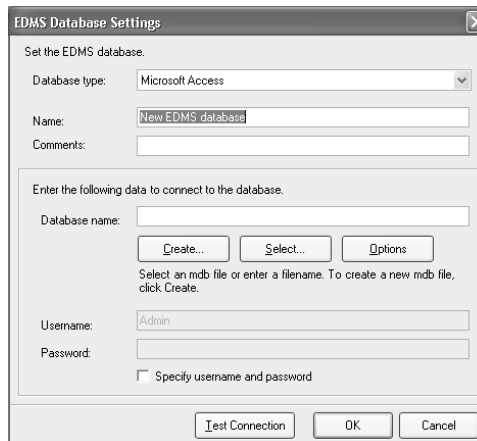 EDMS Database Settings
Set the EDMS database.
Database type: Microsoft Access
Name: New EDMS database
Comments:
Enter the following data to connect to the database.
Database name:
Create... Select... Options
Select an mdb file or enter a filename. To create a new mdb file,
click Create.
Username: Admin
Password:
Specify username and password
Test Connection OK Cancel